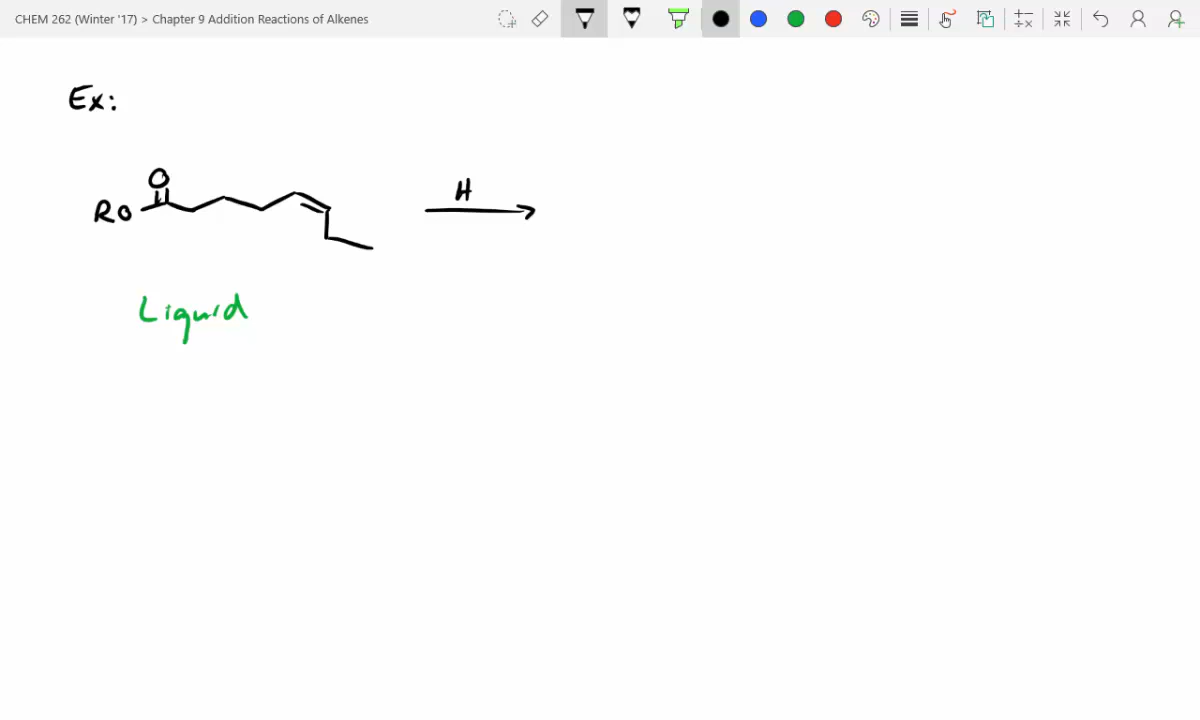 CHEM 262 (Winter '17) > Chapter 9 Addition Reactions of Alkenes
Ex:
O
RO
H
Liquid